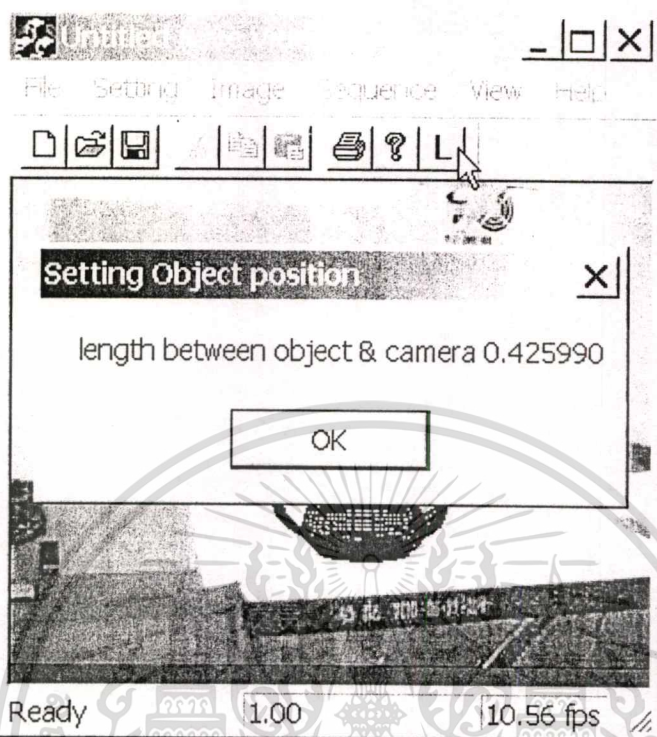 Untitled
File Setting Image Sequence View Help
L
Setting Object position
length between object & camera 0.425990
OK
Ready 1.00 10.56 fps